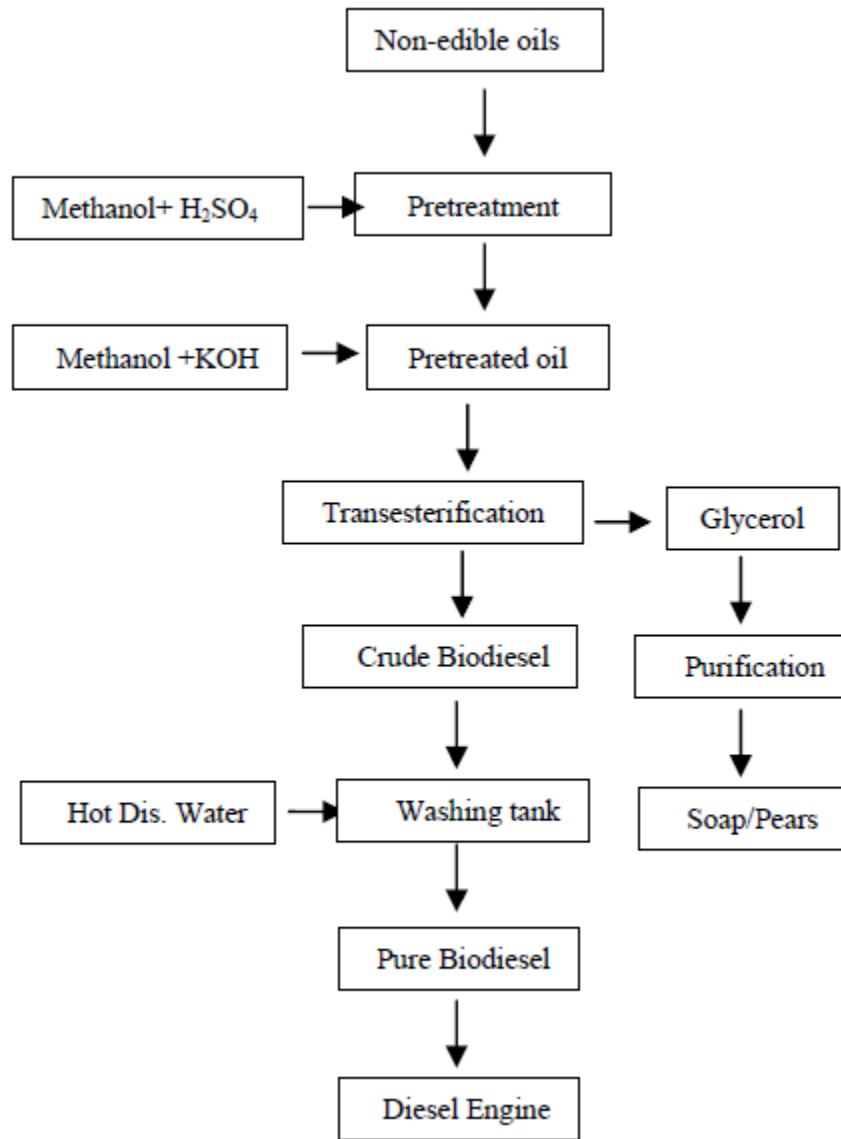 Non-edible oils
Methanol+ H₂SO₄
Pretreatment
Methanol +KOH
Pretreated oil
Transesterification
Glycerol
Crude Biodiesel
Purification
Hot Dis. Water
Washing tank
Soap/Pears
Pure Biodiesel
Diesel Engine